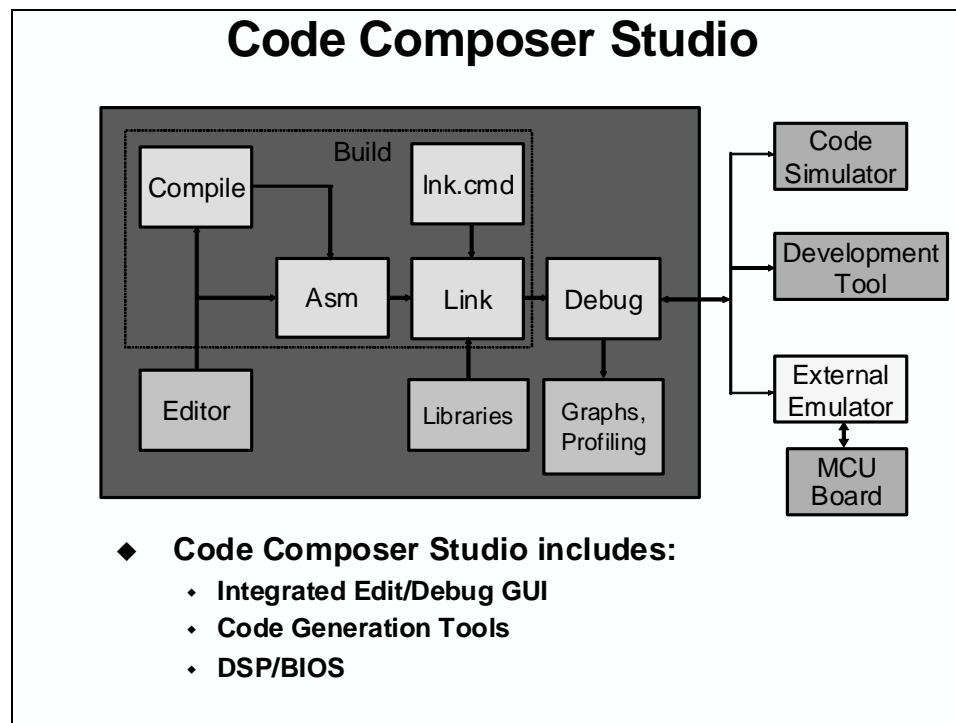 Code Composer Studio
Build
Compile
lnk.cmd
Asm
Link
Debug
Editor
Libraries
Graphs,
Profiling
Code
Simulator
Development
Tool
External
Emulator
MCU
Board
◆ Code Composer Studio includes:
◆ Integrated Edit/Debug GUI
◆ Code Generation Tools
◆ DSP/BIOS